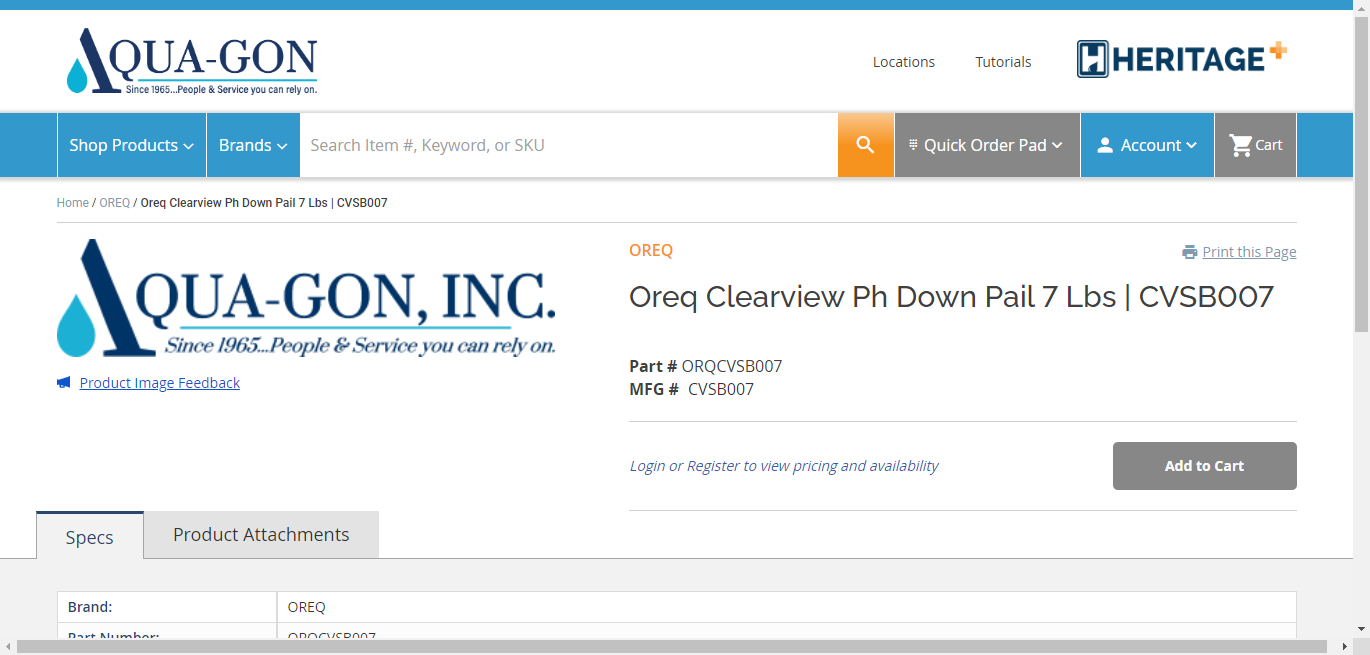 AQUA-GON
Since 1965...People & Service you can rely on.
Locations
Tutorials
HERITAGE+
Shop Products
Brands
Search Item #, Keyword, or SKU
Quick Order Pad
Account
Cart
Home / OREQ / Oreq Clearview Ph Down Pail 7 Lbs | CVSB007
AQUA-GON, INC.
Since 1965...People & Service you can rely on.
Product Image Feedback
OREQ
Print this Page
Oreq Clearview Ph Down Pail 7 Lbs | CVSB007
Part # ORQCVSB007
MFG # CVSB007
Login or Register to view pricing and availability
Add to Cart
Specs
Product Attachments
Brand: OREQ
Part Number: ORQCVSB007